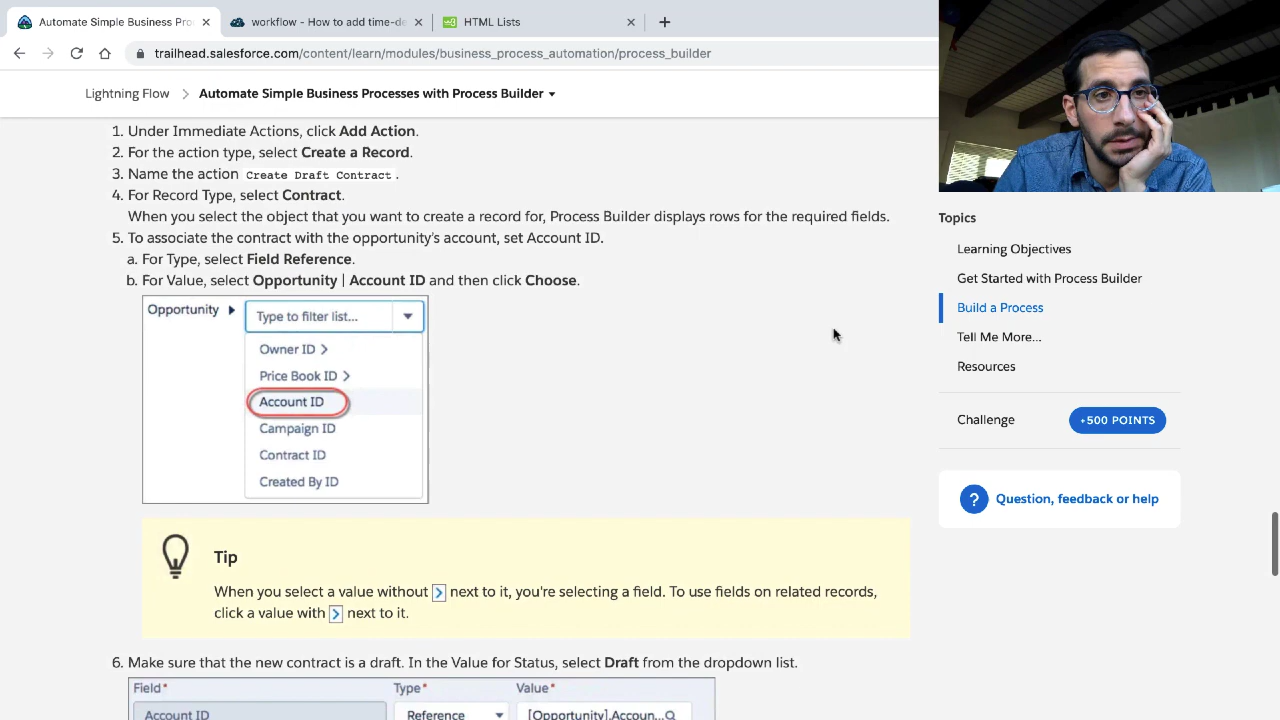 Automate Simple Business Pro
workflow - How to add time-de
HTML Lists
trailhead.salesforce.com/content/learn/modules/business_process_automation/process_builder
Lightning Flow
Automate Simple Business Processes with Process Builder
1. Under Immediate Actions, click Add Action.
2. For the action type, select Create a Record.
3. Name the action Create Draft Contract.
4. For Record Type, select Contract.
When you select the object that you want to create a record for, Process Builder displays rows for the required fields.
5. To associate the contract with the opportunity's account, set Account ID.
a. For Type, select Field Reference.
b. For Value, select Opportunity | Account ID and then click Choose.
Opportunity
Type to filter list...
Owner ID >
Price Book ID >
Account ID
Campaign ID
Contract ID
Created By ID
Tip
When you select a value without > next to it, you're selecting a field. To use fields on related records,
click a value with > next to it.
6. Make sure that the new contract is a draft. In the Value for Status, select Draft from the dropdown list.
Field* Type* Value*
Account ID Reference [Opportunity].Accoun...
Topics
Learning Objectives
Get Started with Process Builder
Build a Process
Tell Me More...
Resources
Challenge
+500 POINTS
? Question, feedback or help